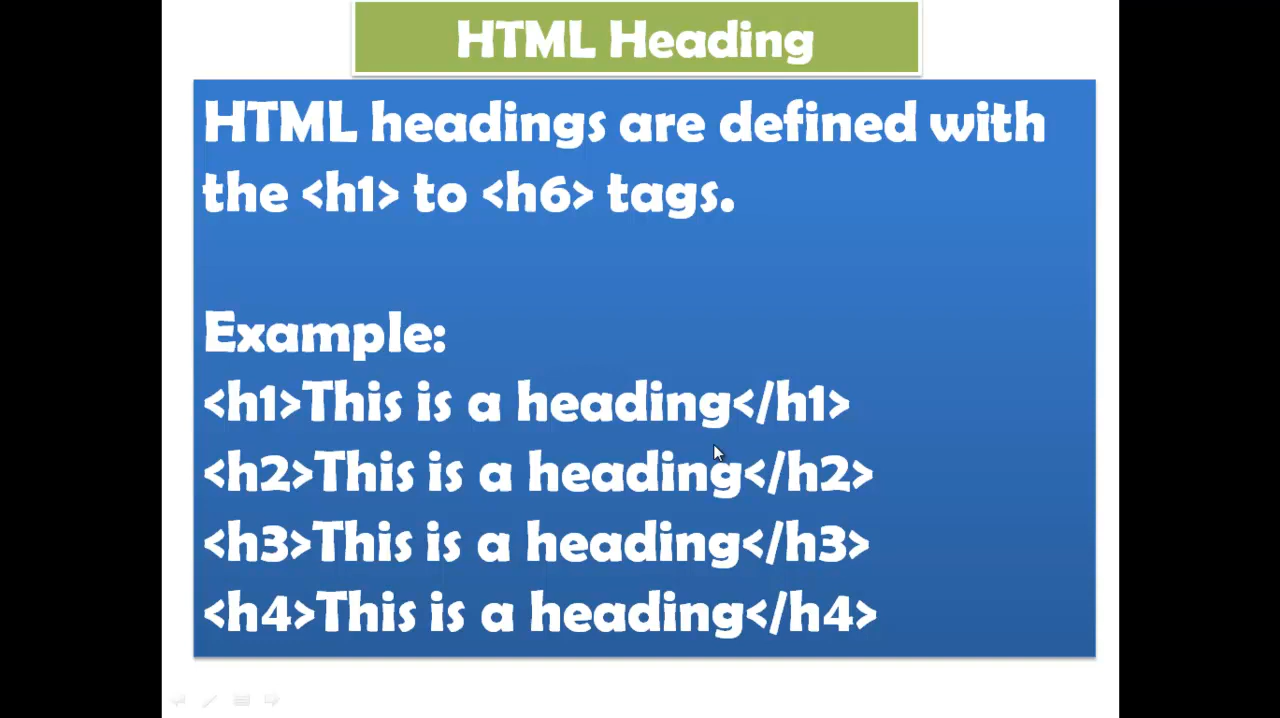 HTML Heading
HTML headings are defined with
the <h1> to <h6> tags.
Example:
<h1>This is a heading</h1>
<h2>This is a heading</h2>
<h3>This is a heading</h3>
<h4>This is a heading</h4>